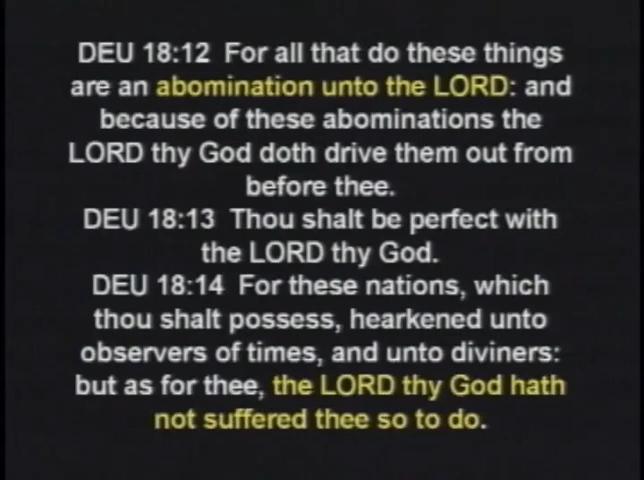 DEU 18:12  For all that do these things
are an abomination unto the LORD: and
because of these abominations the
LORD thy God doth drive them out from
before thee.
DEU 18:13  Thou shalt be perfect with
the LORD thy God.
DEU 18:14  For these nations, which
thou shalt possess, hearkened unto
observers of times, and unto diviners:
but as for thee, the LORD thy God hath
not suffered thee so to do.